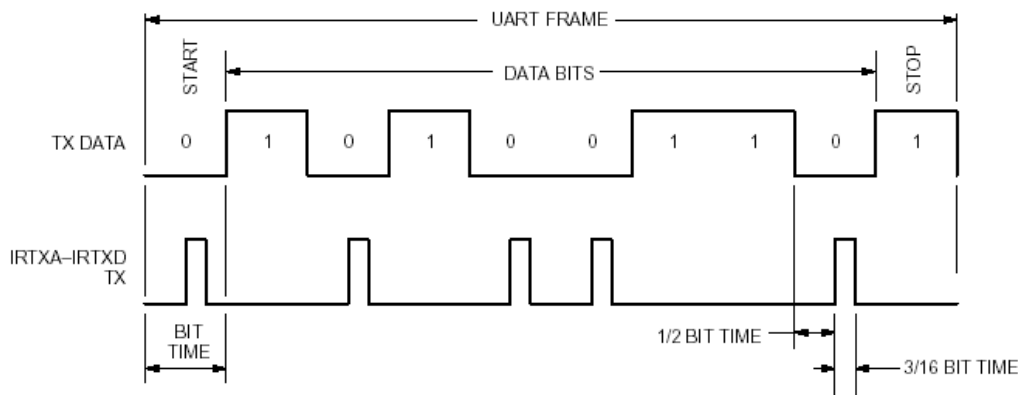 UART FRAME
START
DATA BITS
STOP
TX DATA
0 1 0 1 0 0 1 1 0 1
IRTXA–IRTXD
TX
BIT
TIME
1/2 BIT TIME
3/16 BIT TIME